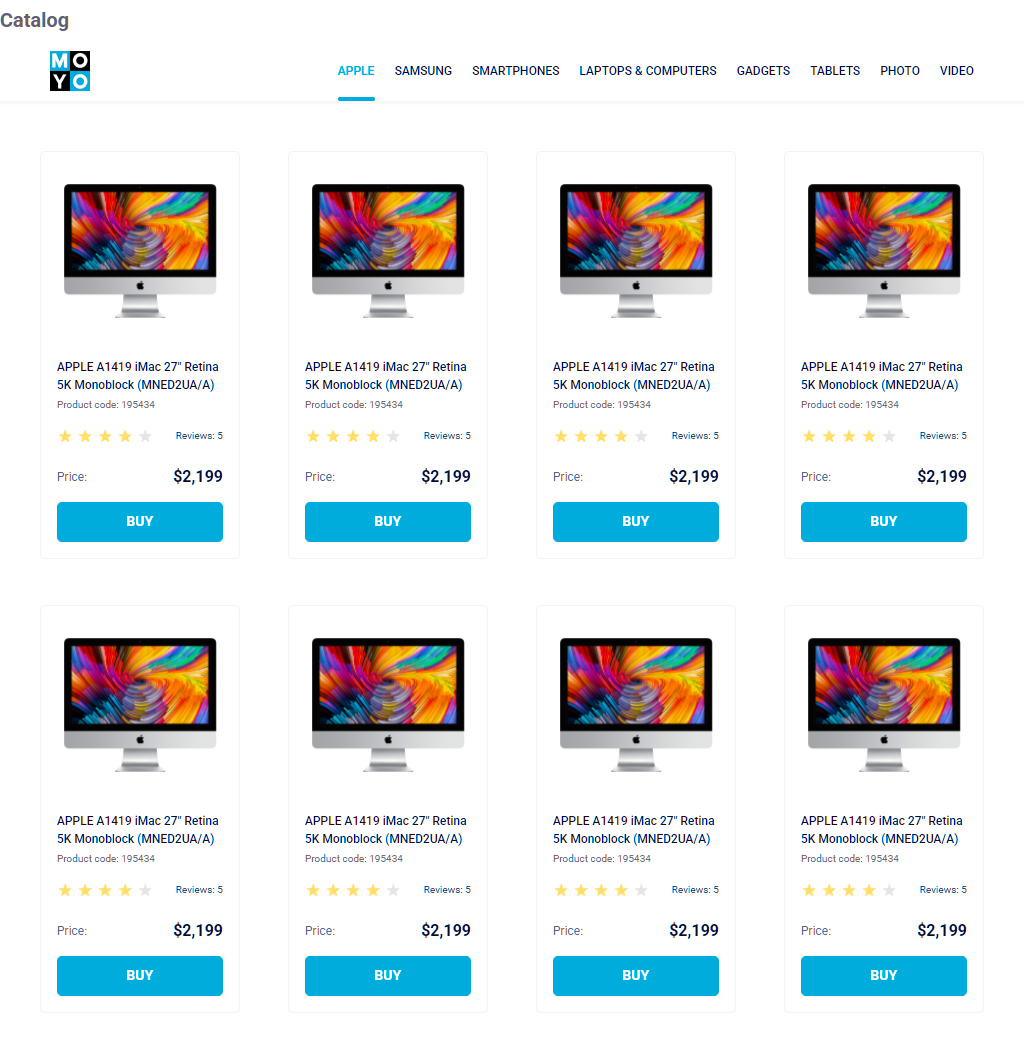 Catalog
MO
YO
APPLE SAMSUNG SMARTPHONES LAPTOPS & COMPUTERS GADGETS TABLETS PHOTO VIDEO
APPLE A1419 iMac 27" Retina
5K Monoblock (MNED2UA/A)
Product code: 195434
Reviews: 5
Price: $2,199
BUY
APPLE A1419 iMac 27" Retina
5K Monoblock (MNED2UA/A)
Product code: 195434
Reviews: 5
Price: $2,199
BUY
APPLE A1419 iMac 27" Retina
5K Monoblock (MNED2UA/A)
Product code: 195434
Reviews: 5
Price: $2,199
BUY
APPLE A1419 iMac 27" Retina
5K Monoblock (MNED2UA/A)
Product code: 195434
Reviews: 5
Price: $2,199
BUY
APPLE A1419 iMac 27" Retina
5K Monoblock (MNED2UA/A)
Product code: 195434
Reviews: 5
Price: $2,199
BUY
APPLE A1419 iMac 27" Retina
5K Monoblock (MNED2UA/A)
Product code: 195434
Reviews: 5
Price: $2,199
BUY
APPLE A1419 iMac 27" Retina
5K Monoblock (MNED2UA/A)
Product code: 195434
Reviews: 5
Price: $2,199
BUY
APPLE A1419 iMac 27" Retina
5K Monoblock (MNED2UA/A)
Product code: 195434
Reviews: 5
Price: $2,199
BUY